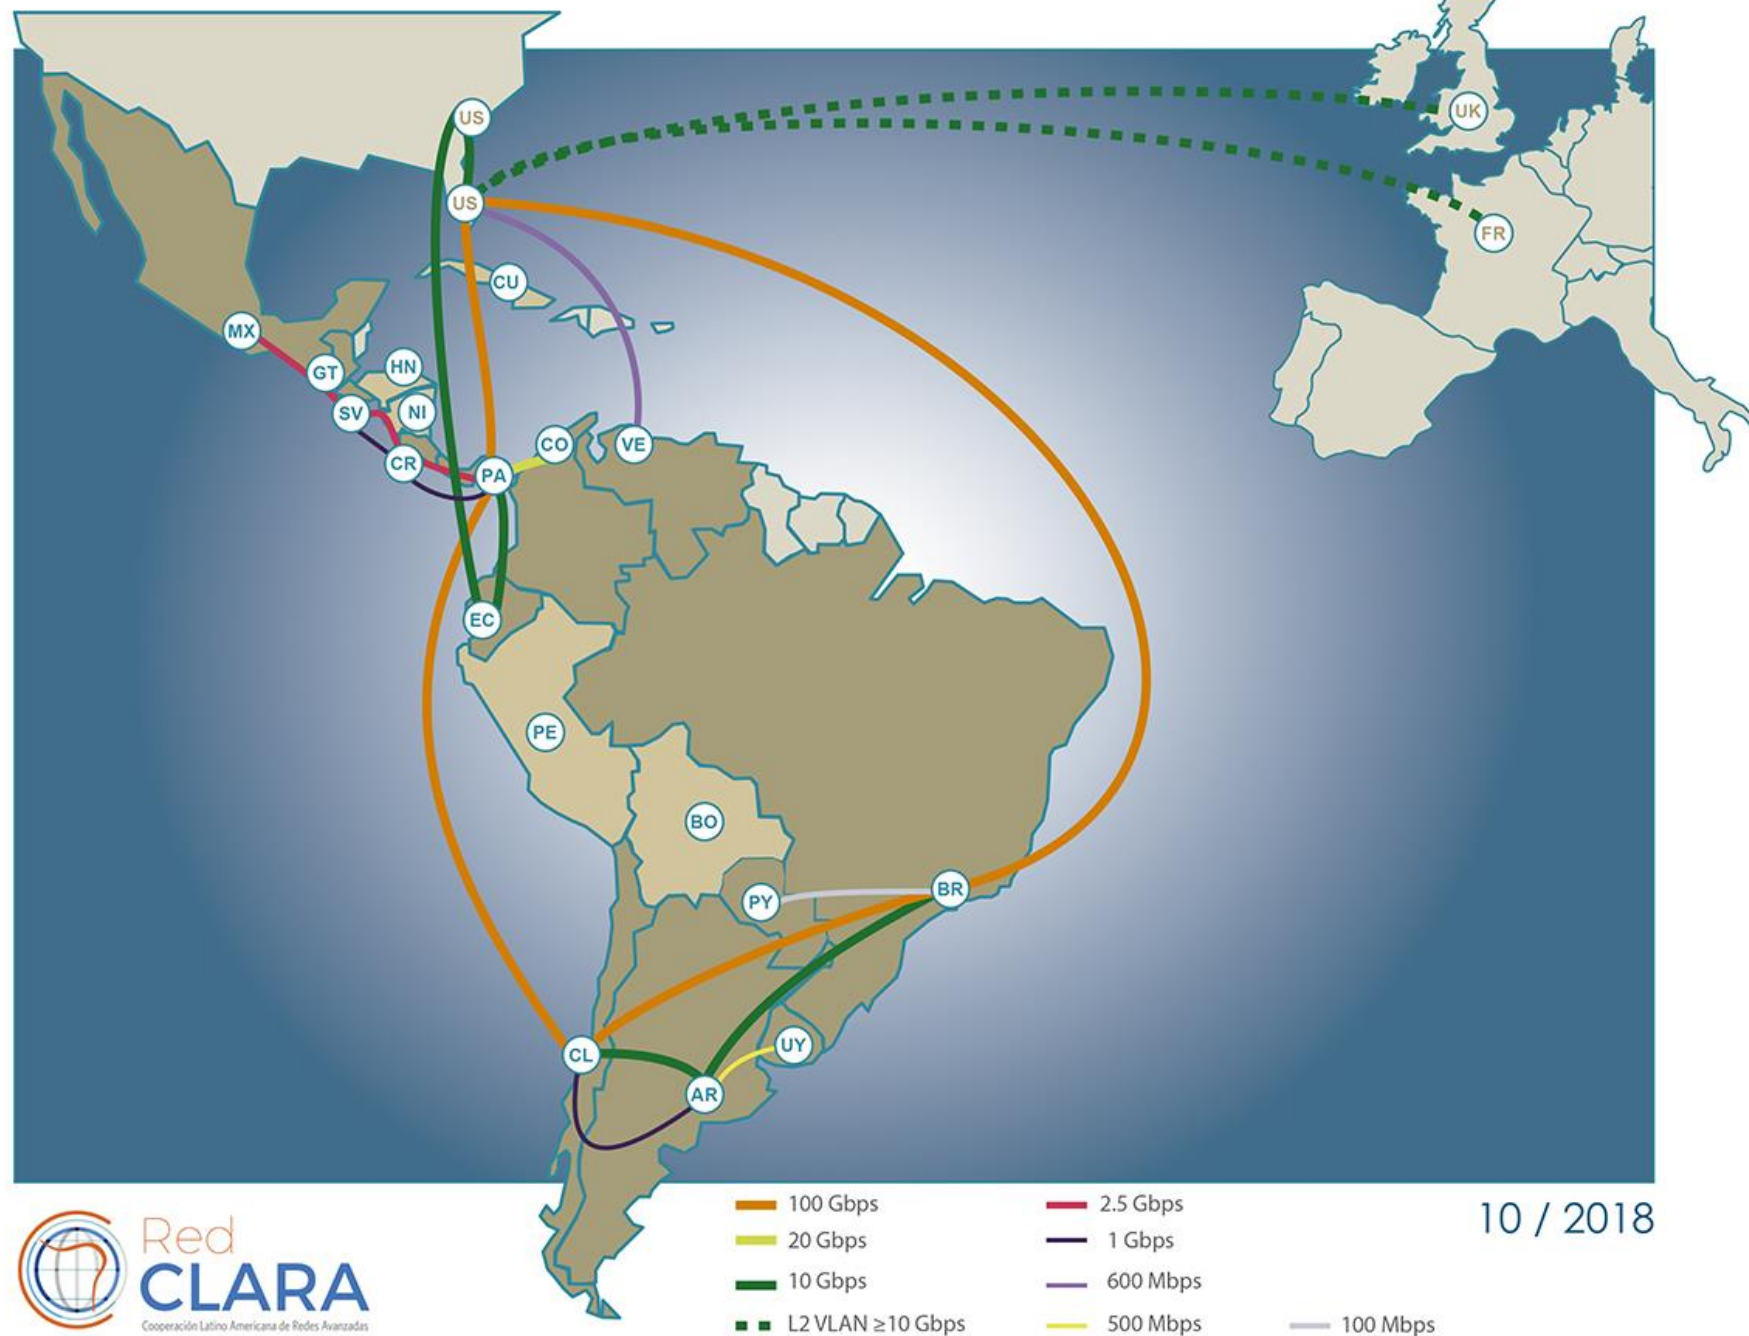 US
UK
US
FR
CU
MX
HN
GT
SV
NI
CO
VE
CR
PA
EC
PE
BO
BR
PY
UY
CL
AR
100 Gbps
2.5 Gbps
10 / 2018
20 Gbps
1 Gbps
10 Gbps
600 Mbps
L2 VLAN ≥10 Gbps
500 Mbps
100 Mbps
Red
CLARA
Cooperación Latino Americana de Redes Avanzadas